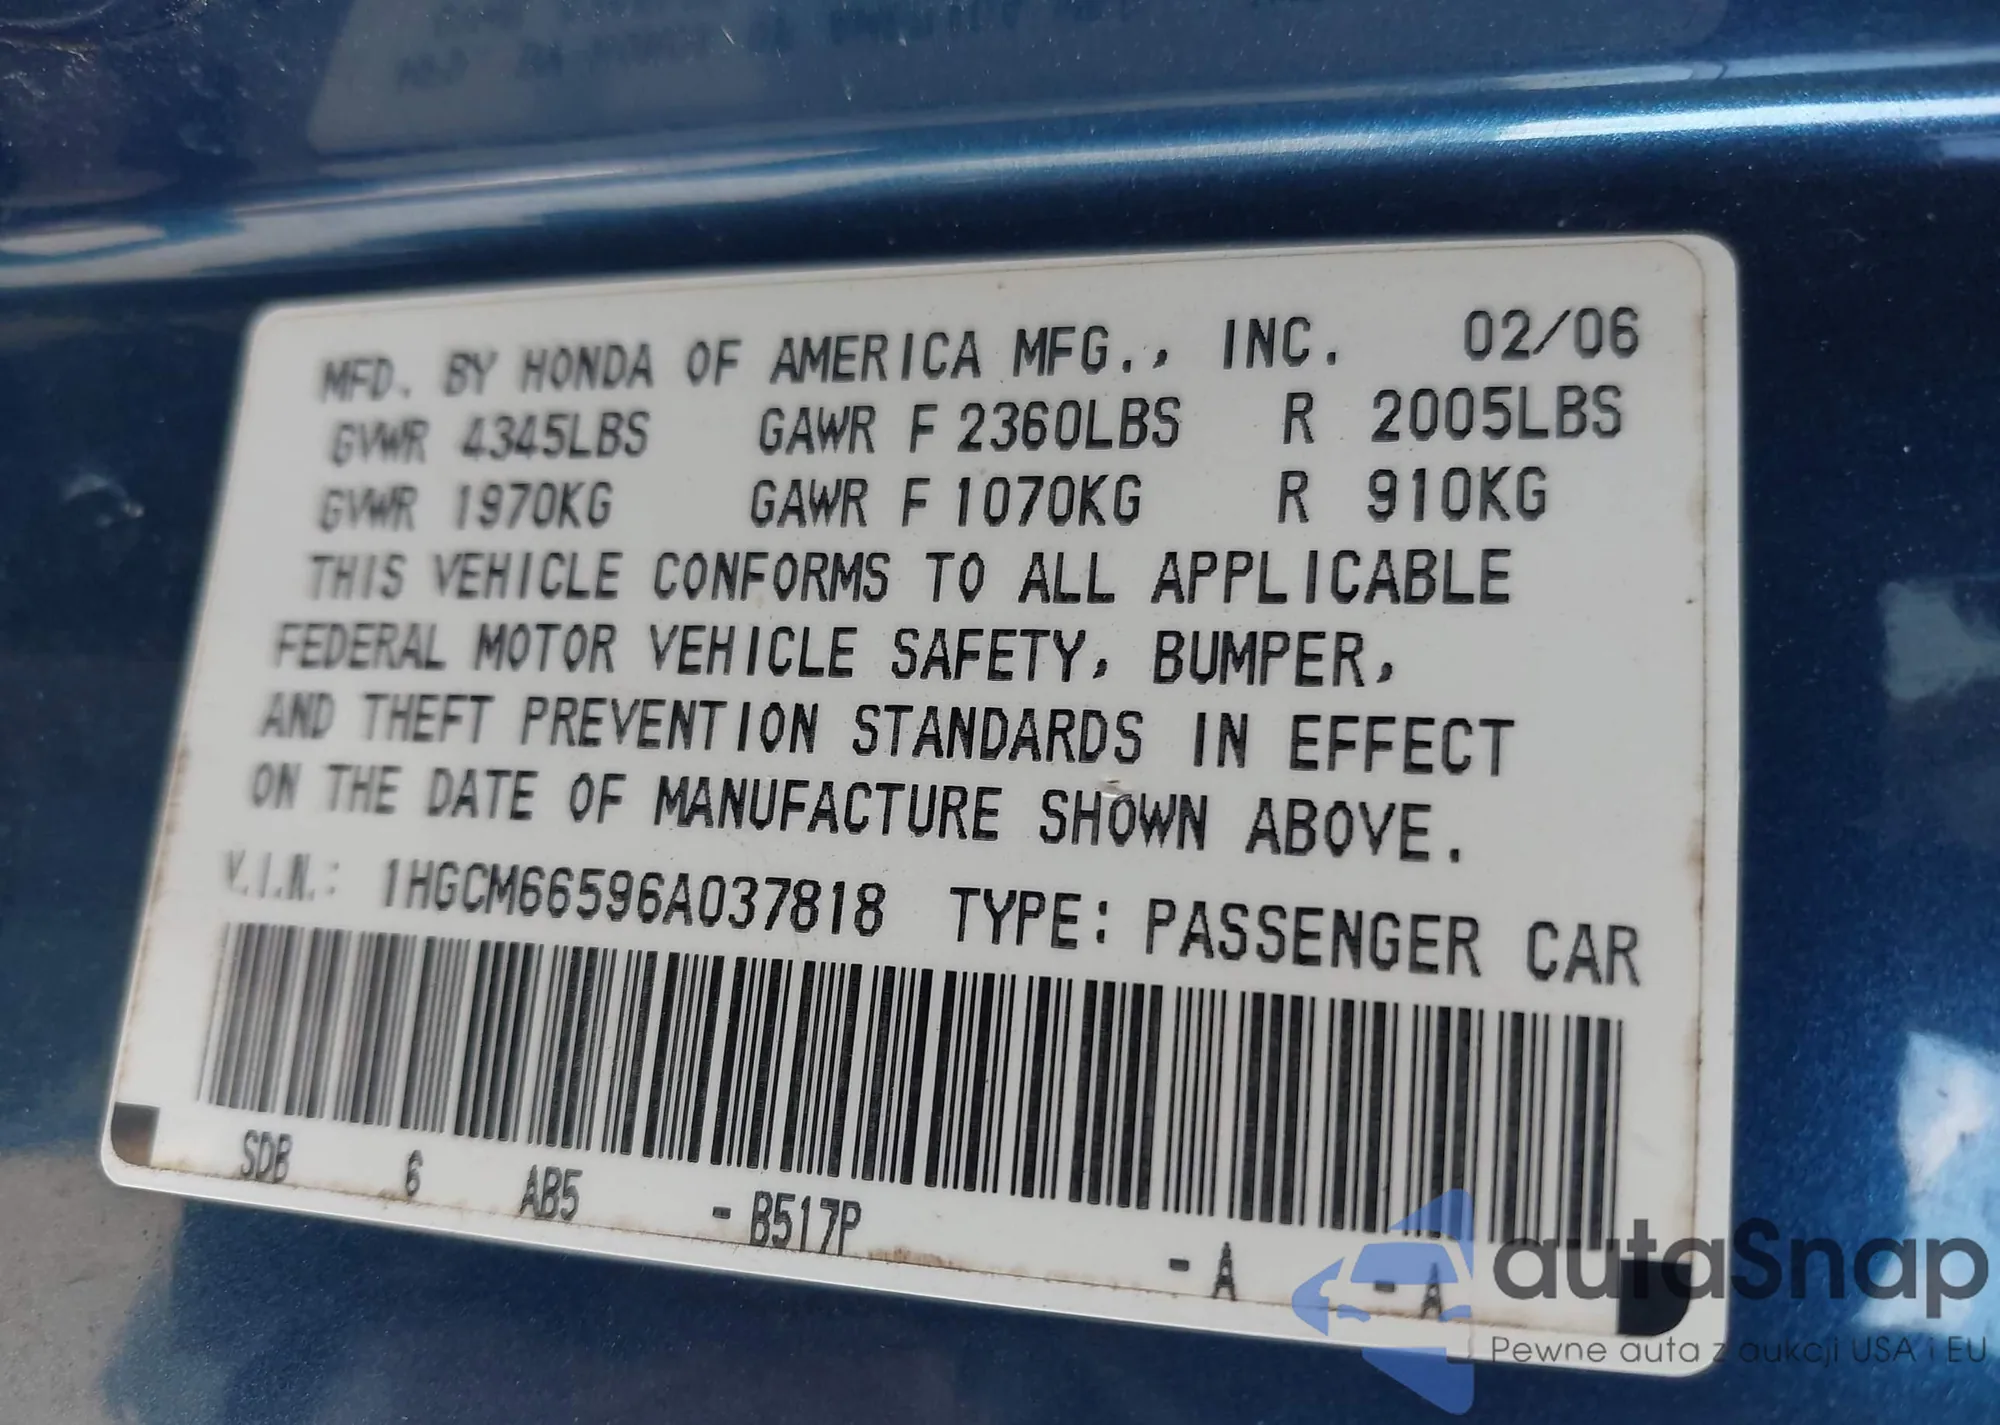 MFD. BY HONDA OF AMERICA MFG., INC. 02/06
GVWR 4345LBS GAWR F 2360LBS R 2005LBS
GVWR 1970KG GAWR F 1070KG R 910KG
THIS VEHICLE CONFORMS TO ALL APPLICABLE
FEDERAL MOTOR VEHICLE SAFETY, BUMPER,
AND THEFT PREVENTION STANDARDS IN EFFECT
ON THE DATE OF MANUFACTURE SHOWN ABOVE.
V.I.N.: 1HGCM66596A037818 TYPE: PASSENGER CAR
SDB 6 AB5 - B517P - A - A
autaSnap
Pewne auta z aukcji USA i EU